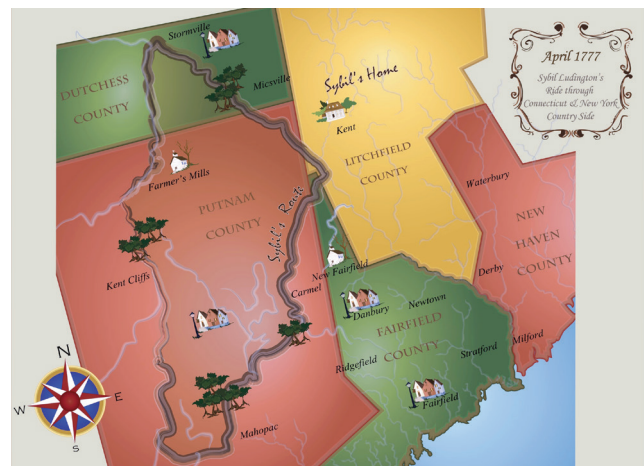 Stormville
April 1777
Sybil Ludington's
Ride through
Connecticut & New York
Country Side
DUTCHESS
COUNTY
Micsville
Sybil's Home
Kent
LITCHFIELD
COUNTY
Farmer's Mills
Waterbury
PUTNAM
COUNTY
Sybil's Route
NEW
HAVEN
COUNTY
Kent Cliffs
New Fairfield
Derby
Carmel
Danbury
Newtown
FAIRFIELD
COUNTY
Ridgefield
Stratford
Milford
Fairfield
Mahopac
N
W
E
S